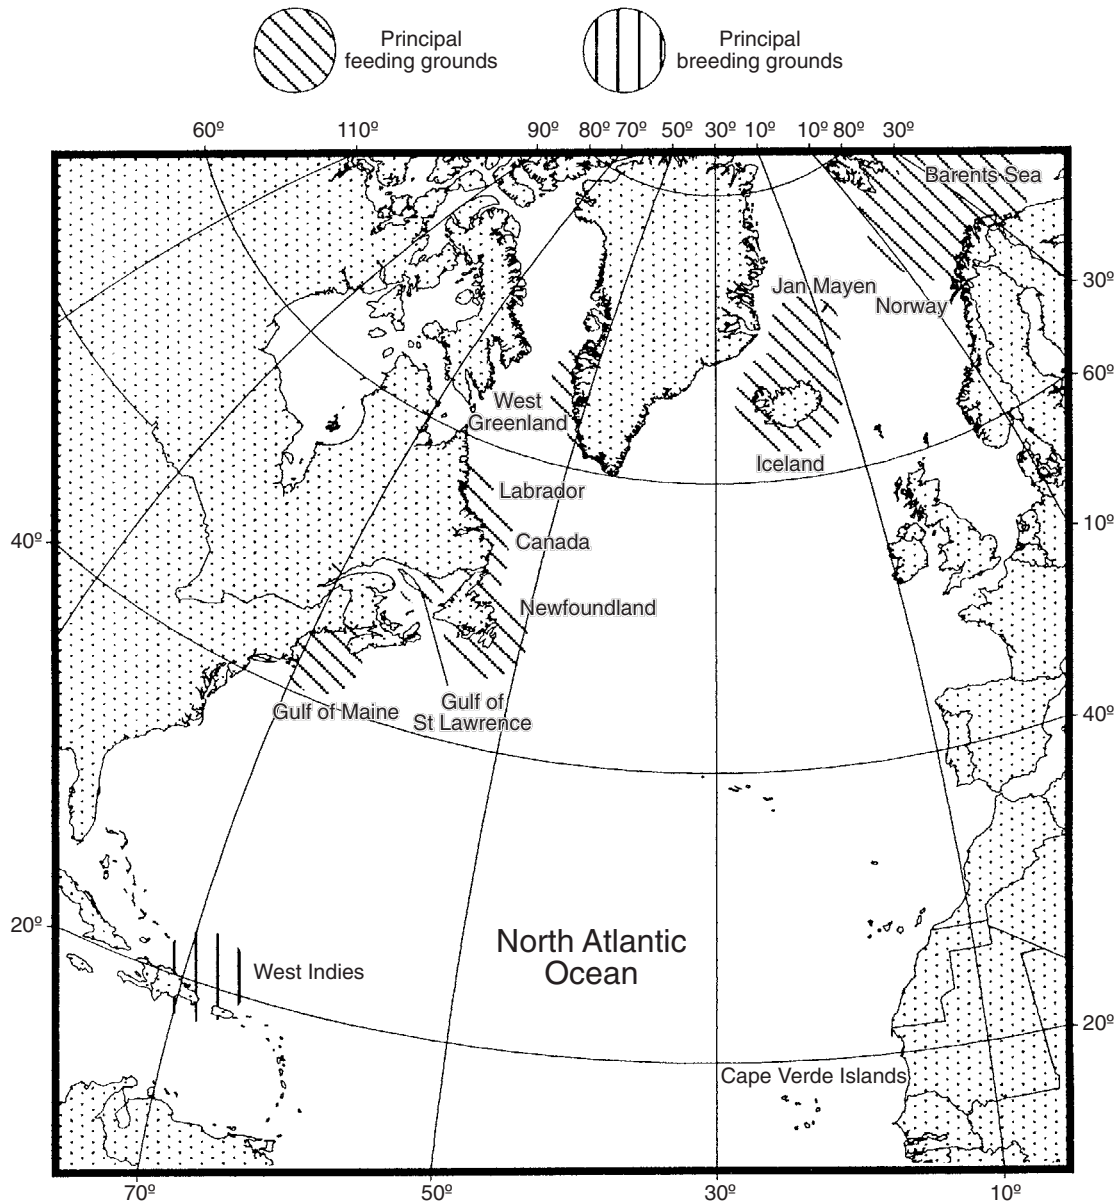 Principal
feeding grounds
Principal
breeding grounds
60º 110º 90º 80º 70º 50º 30º 10º 10º 80º 30º
Barents Sea
30º
Jan Mayen
Norway
60º
West
Greenland
Iceland
Labrador
10º
40º
Canada
Newfoundland
Gulf of Maine
Gulf of
St Lawrence
40º
20º
North Atlantic
Ocean
West Indies
20º
Cape Verde Islands
70º 50º 30º 10º